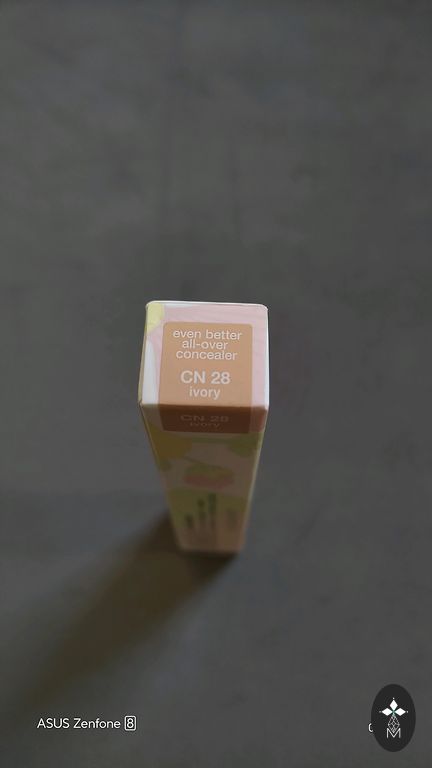 even better
all-over
concealer
CN 28
ivory
CN 28
ivory
ASUS Zenfone 8
M